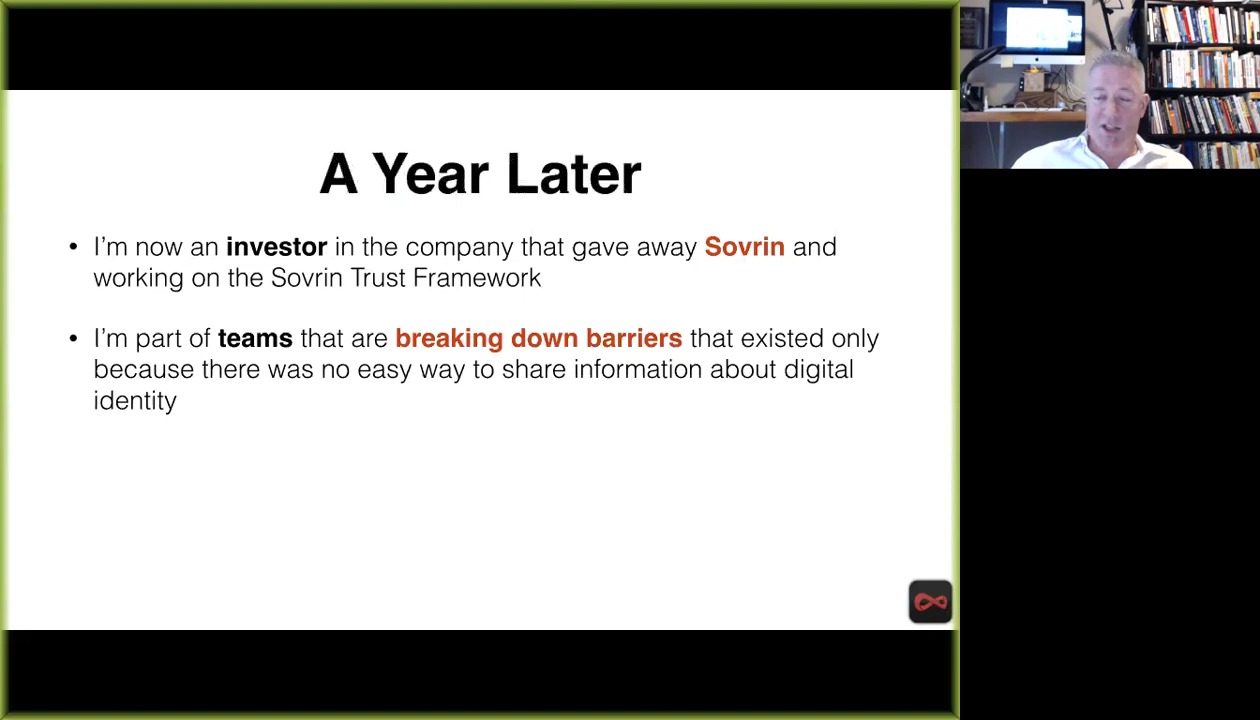 A Year Later
• I'm now an investor in the company that gave away Sovrin and
working on the Sovrin Trust Framework
• I'm part of teams that are breaking down barriers that existed only
because there was no easy way to share information about digital
identity